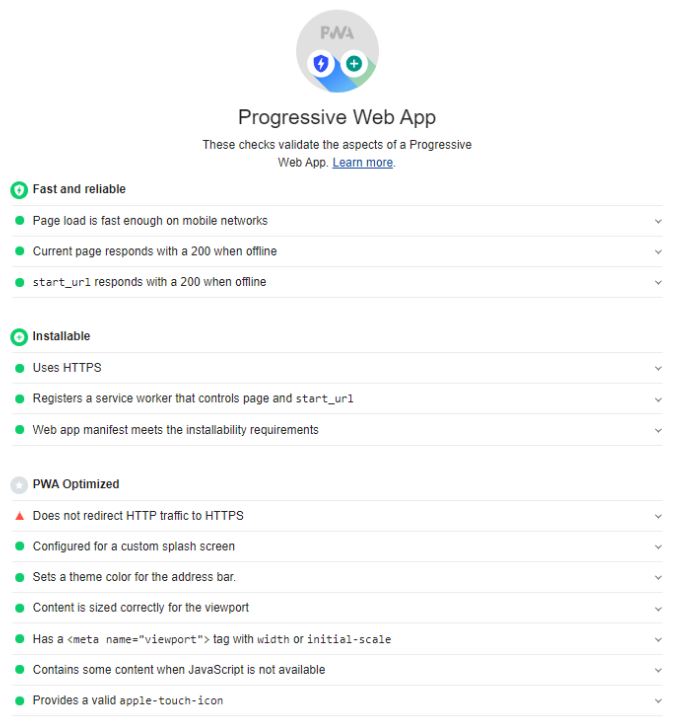 PWA
Progressive Web App
These checks validate the aspects of a Progressive
Web App. Learn more.
Fast and reliable
Page load is fast enough on mobile networks
Current page responds with a 200 when offline
start_url responds with a 200 when offline
Installable
Uses HTTPS
Registers a service worker that controls page and start_url
Web app manifest meets the installability requirements
PWA Optimized
Does not redirect HTTP traffic to HTTPS
Configured for a custom splash screen
Sets a theme color for the address bar.
Content is sized correctly for the viewport
Has a <meta name="viewport"> tag with width or initial-scale
Contains some content when JavaScript is not available
Provides a valid apple-touch-icon